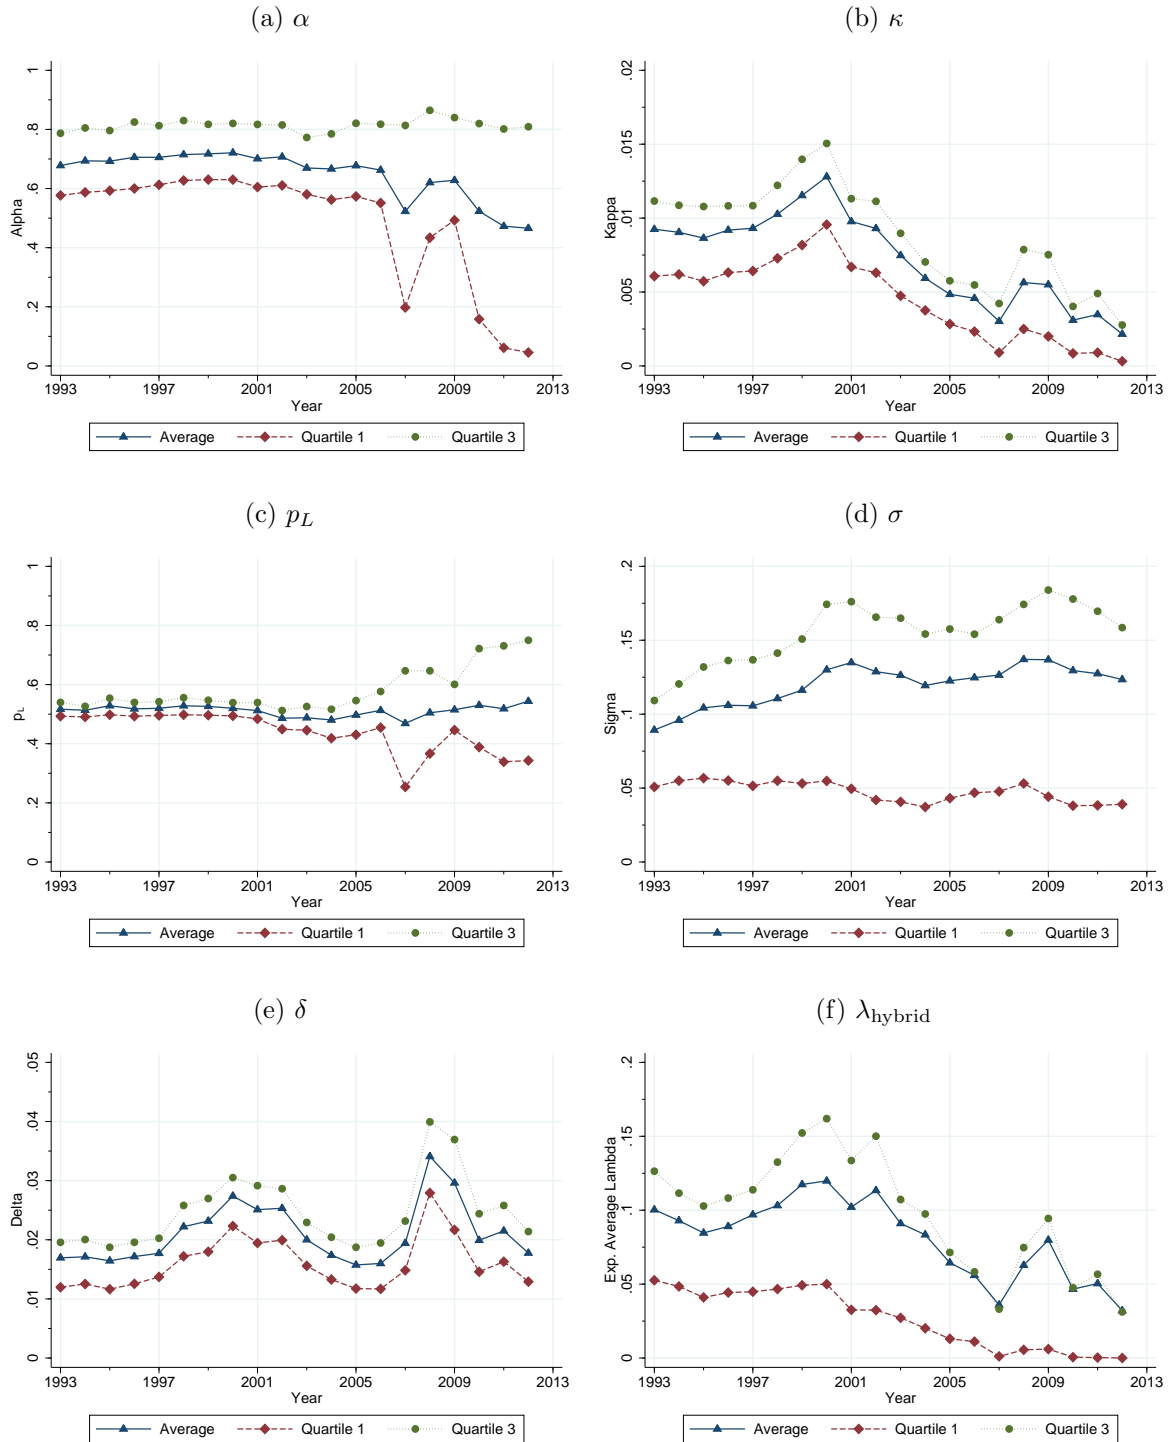 (a) α
Alpha
0 .2 .4 .6 .8 1
1993 1997 2001 2005 2009 2013
Year
Average Quartile 1 Quartile 3
(b) κ
Kappa
0 .005 .01 .015 .02
1993 1997 2001 2005 2009 2013
Year
Average Quartile 1 Quartile 3
(c) p_L
p_L
0 .2 .4 .6 .8 1
1993 1997 2001 2005 2009 2013
Year
Average Quartile 1 Quartile 3
(d) σ
Sigma
0 .05 .1 .15 .2
1993 1997 2001 2005 2009 2013
Year
Average Quartile 1 Quartile 3
(e) δ
Delta
0 .01 .02 .03 .04 .05
1993 1997 2001 2005 2009 2013
Year
Average Quartile 1 Quartile 3
(f) λ_hybrid
Exp. Average Lambda
0 .05 .1 .15 .2
1993 1997 2001 2005 2009 2013
Year
Average Quartile 1 Quartile 3